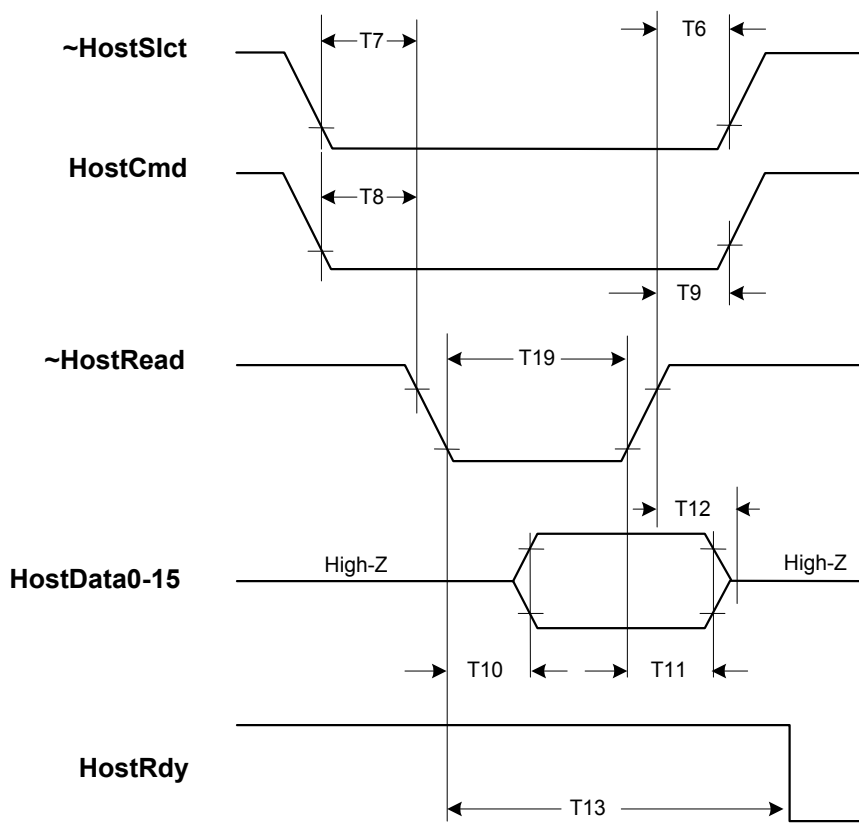 ~HostSlct
T7
T6
HostCmd
T8
T9
~HostRead
T19
T12
HostData0-15
High-Z
High-Z
T10
T11
HostRdy
T13